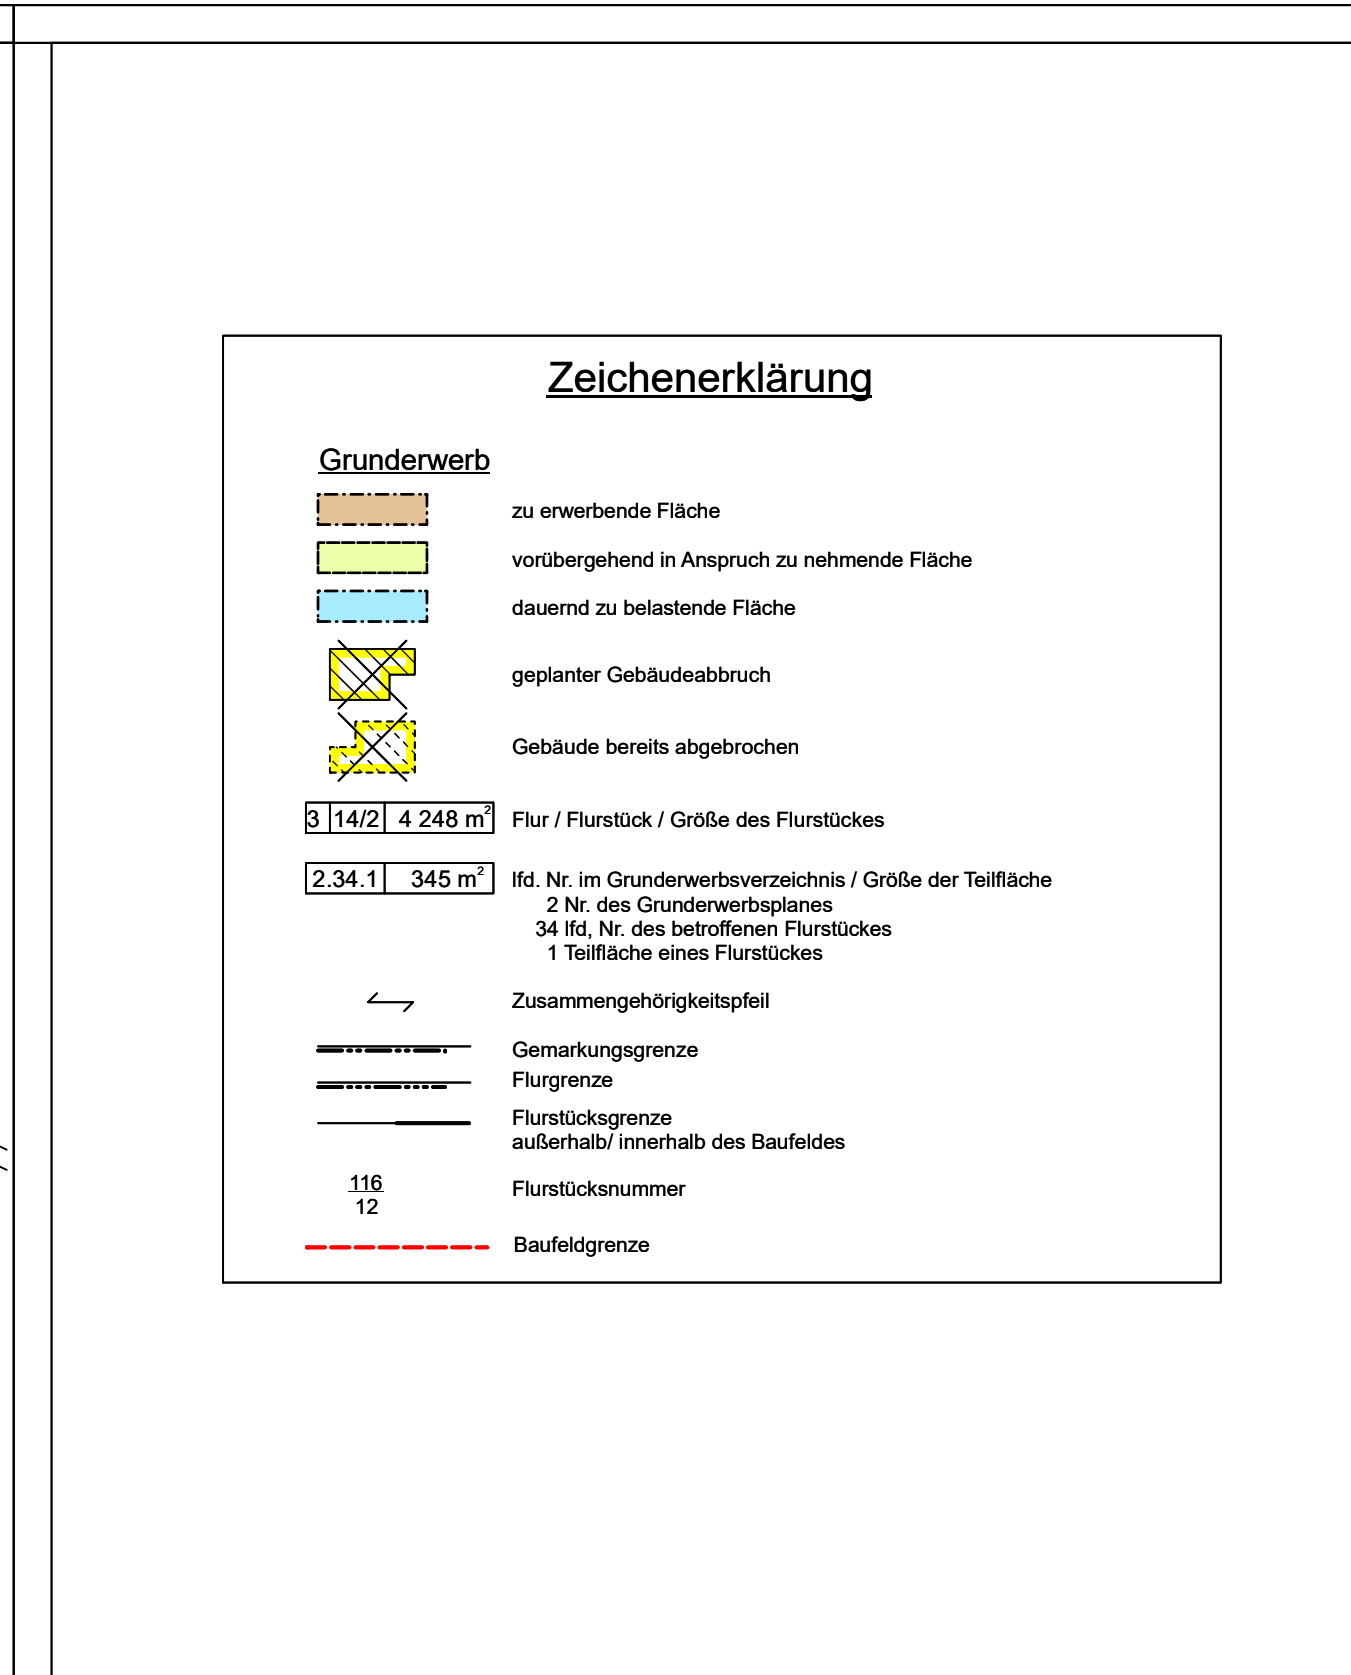 Zeichenerklärung
Grunderwerb
zu erwerbende Fläche
vorübergehend in Anspruch zu nehmende Fläche
dauernd zu belastende Fläche
geplanter Gebäudeabbruch
Gebäude bereits abgebrochen
3 14/2 4 248 m² Flur / Flurstück / Größe des Flurstückes
2.34.1 345 m² lfd. Nr. im Grunderwerbsverzeichnis / Größe der Teilfläche
2 Nr. des Grunderwerbsplanes
34 lfd, Nr. des betroffenen Flurstückes
1 Teilfläche eines Flurstückes
Zusammengehörigkeitspfeil
Gemarkungsgrenze
Flurgrenze
Flurstücksgrenze
außerhalb/ innerhalb des Baufeldes
116
12
Flurstücksnummer
Baufeldgrenze